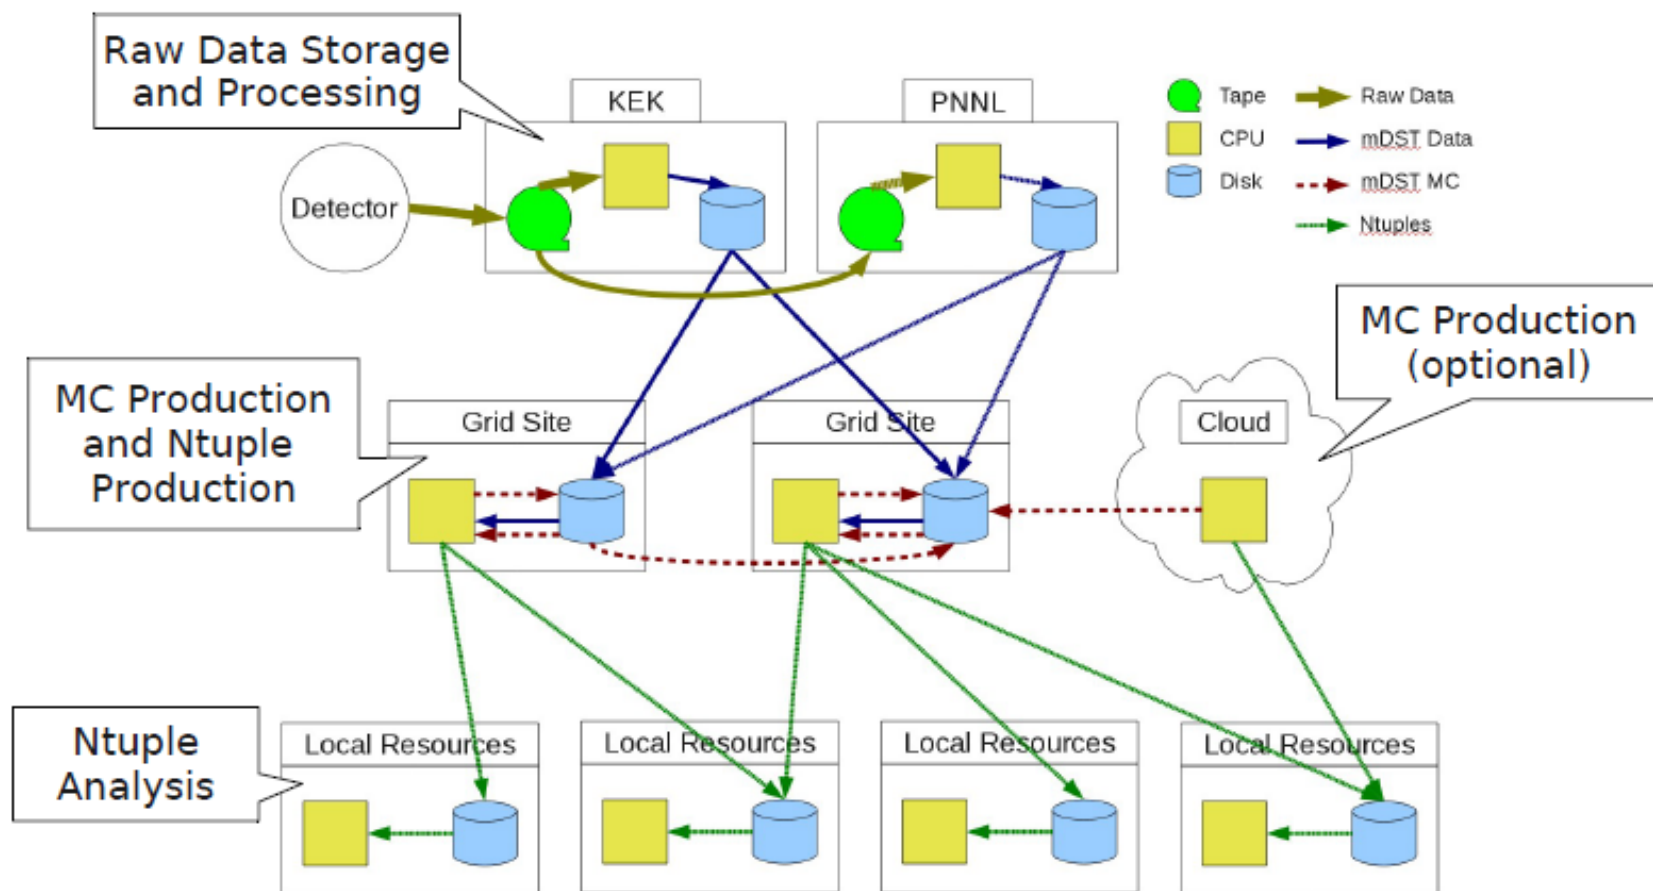 Raw Data Storage
and Processing
KEK
PNNL
Tape
Raw Data
CPU
mDST Data
Disk
mDST MC
Ntuples
Detector
MC Production
(optional)
MC Production
and Ntuple
Production
Grid Site
Grid Site
Cloud
Ntuple
Analysis
Local Resources
Local Resources
Local Resources
Local Resources